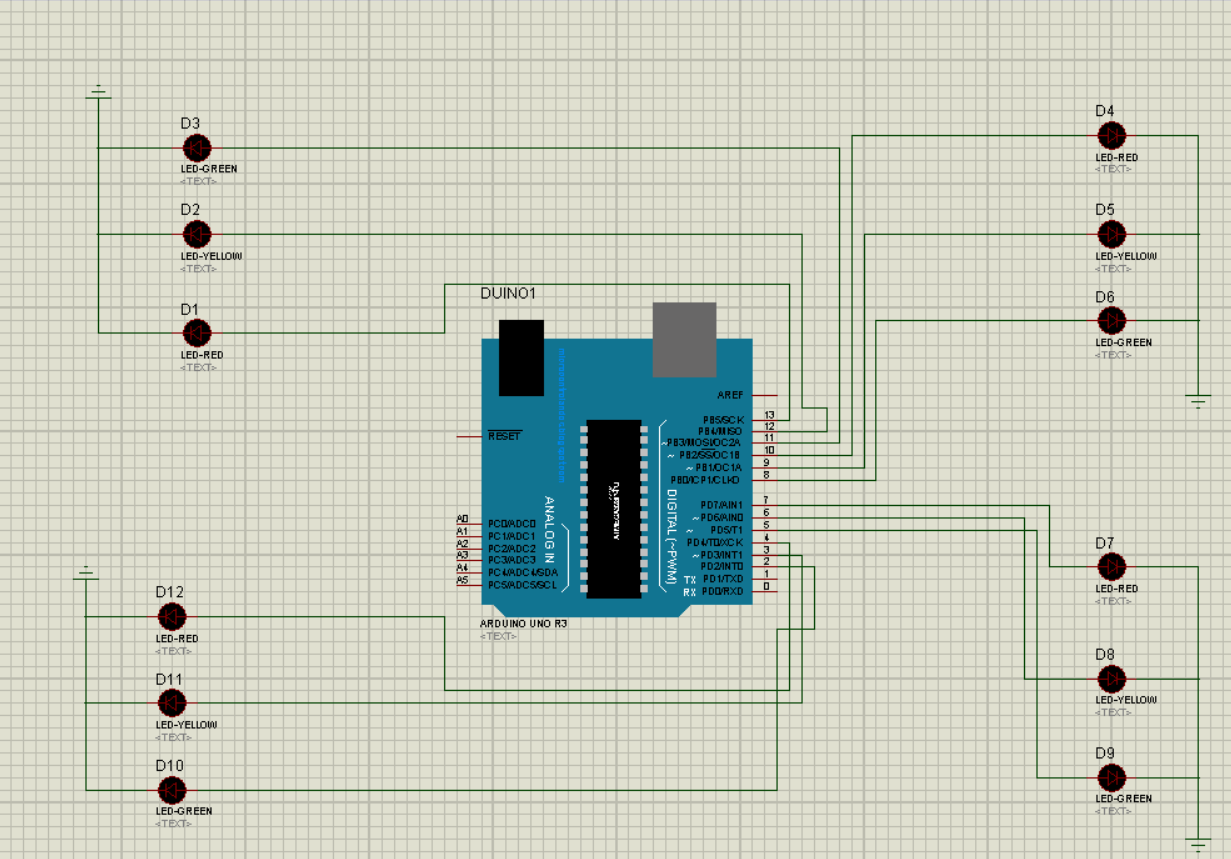 D3
LED-GREEN
<TEXT>
D2
LED-YELLOW
<TEXT>
D1
LED-RED
<TEXT>
D4
LED-RED
<TEXT>
D5
LED-YELLOW
<TEXT>
D6
LED-GREEN
<TEXT>
DUINO1
AREF
PB5/SCK 13
PB4/MISO 12
~PB3/MOSI/OC2A 11
~ PB2/SS/OC1B 10
~ PB1/OC1A 9
PB0/ICP1/CLKO 8
PD7/AIN1 7
~PD6/AIN0 6
~ PD5/T1 5
PD4/T0/XCK 4
~PD3/INT1 3
PD2/INT0 2
TX PD1/TXD 1
RX PD0/RXD 0
DIGITAL (~PWM)
RESET
ANALOG IN
A0 PC0/ADC0
A1 PC1/ADC1
A2 PC2/ADC2
A3 PC3/ADC3
A4 PC4/ADC4/SDA
A5 PC5/ADC5/SCL
ARDUINO UNO R3
<TEXT>
D7
LED-RED
<TEXT>
D8
LED-YELLOW
<TEXT>
D9
LED-GREEN
<TEXT>
D12
LED-RED
<TEXT>
D11
LED-YELLOW
<TEXT>
D10
LED-GREEN
<TEXT>